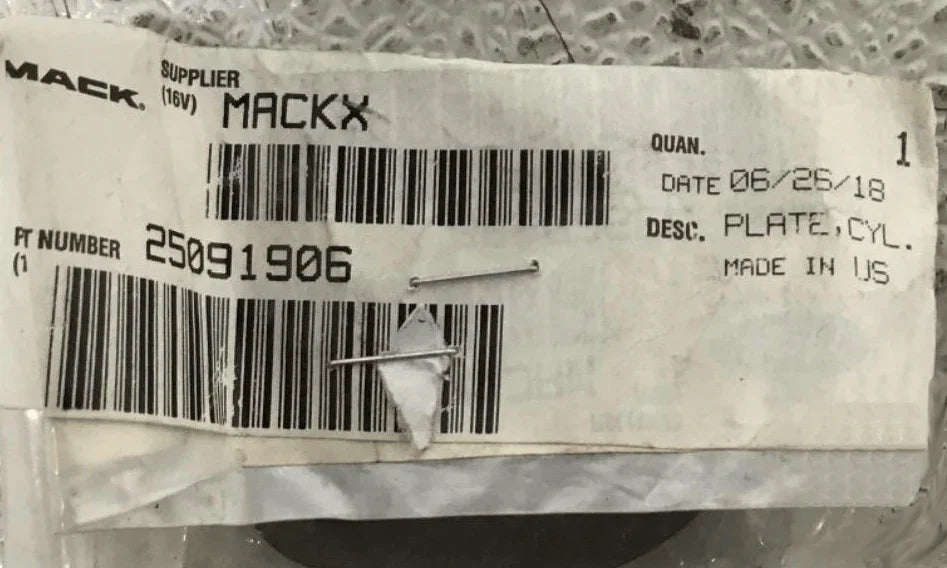 MACK
SUPPLIER
(16V) MACKX
QUAN. 1
DATE 06/26/18
DESC. PLATE, CYL.
MADE IN US
PT NUMBER 25091906
(1